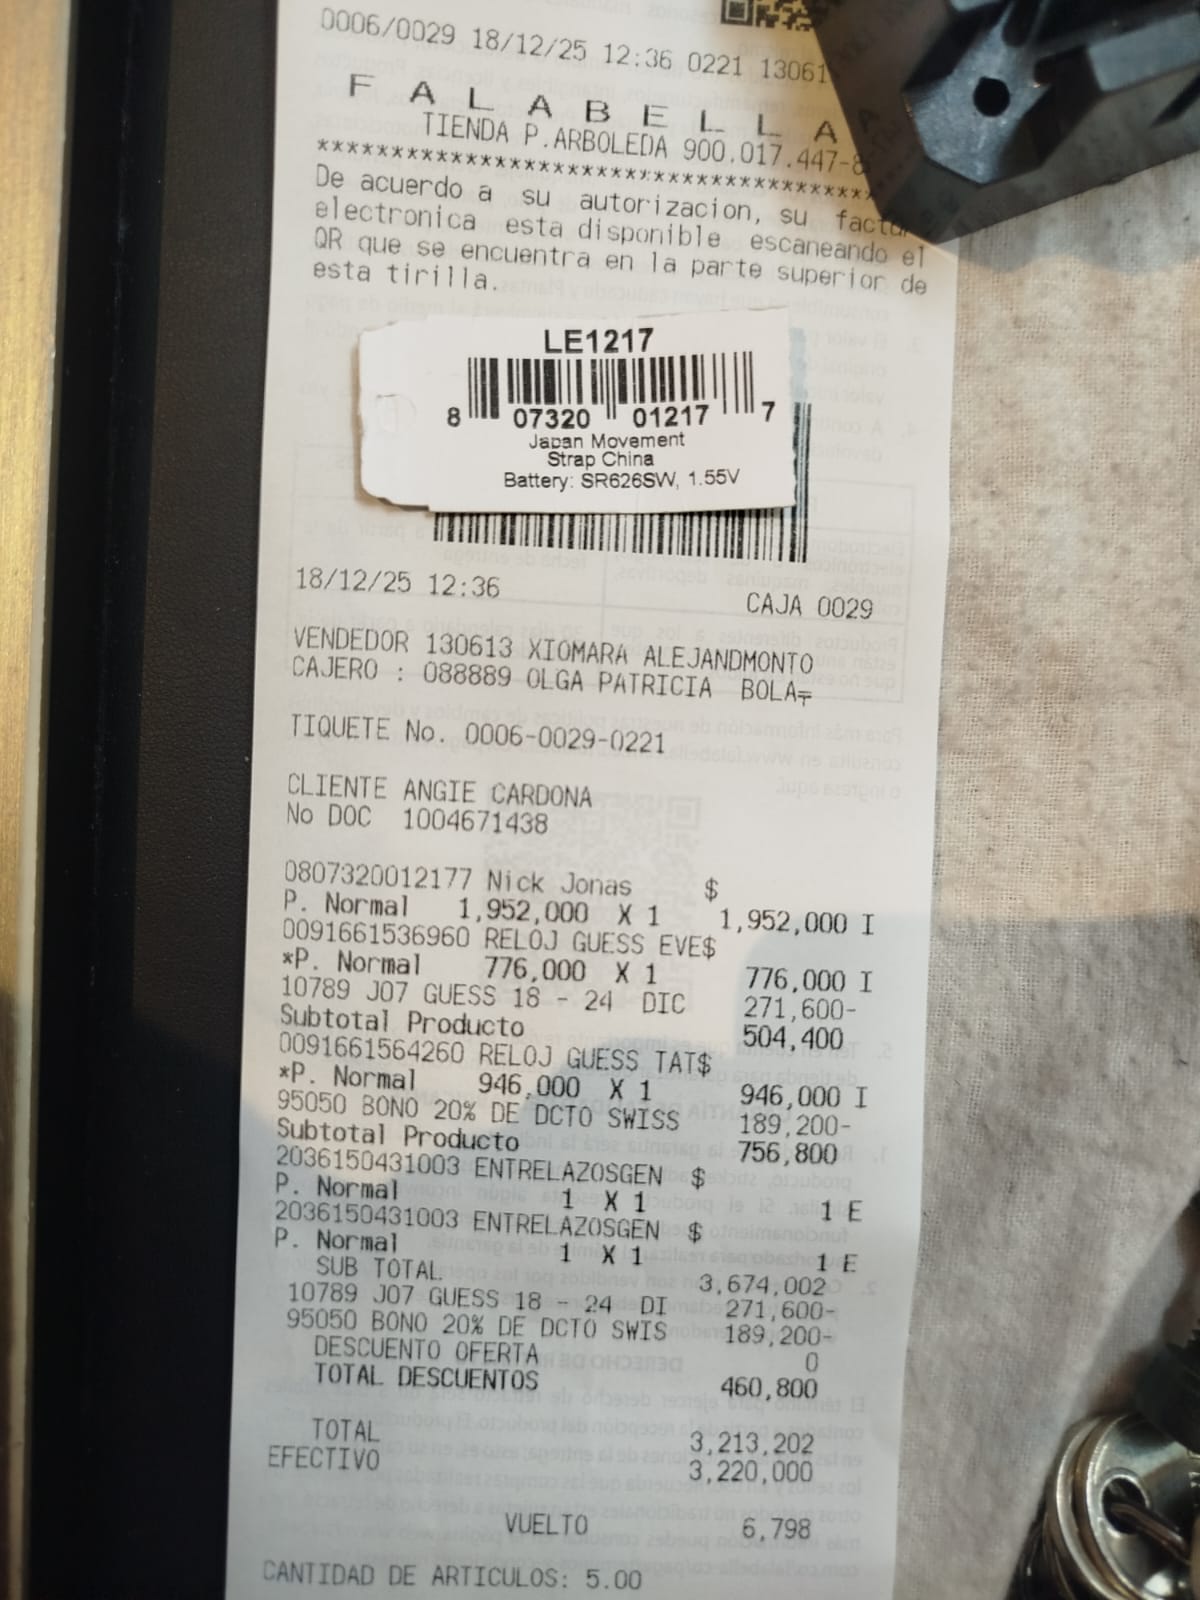 0006/0029 18/12/25 12:36 0221 13061
F A L A B E L L A
TIENDA P.ARBOLEDA 900.017.447-8
****************************************
De acuerdo a su autorizacion, su factu
electronica esta disponible escaneando el
QR que se encuentra en la parte superior de
esta tirilla.
LE1217
8 07320 01217 7
Japan Movement
Strap China
Battery: SR626SW, 1.55V
18/12/25 12:36 CAJA 0029
VENDEDOR 130613 XIOMARA ALEJANDMONTO
CAJERO : 088889 OLGA PATRICIA BOLA
TIQUETE No. 0006-0029-0221
CLIENTE ANGIE CARDONA
No DOC 1004671438
0807320012177 Nick Jonas $
P. Normal 1,952,000 X 1 1,952,000 I
0091661536960 RELOJ GUESS EVE$
*P. Normal 776,000 X 1 776,000 I
10789 J07 GUESS 18 - 24 DIC 271,600-
Subtotal Producto 504,400
0091661564260 RELOJ GUESS TAT$
*P. Normal 946,000 X 1 946,000 I
95050 BONO 20% DE DCTO SWISS 189,200-
Subtotal Producto 756,800
2036150431003 ENTRELAZOSGEN $
P. Normal 1 X 1 1 E
2036150431003 ENTRELAZOSGEN $
P. Normal 1 X 1 1 E
SUB TOTAL 3,674,002
10789 J07 GUESS 18 - 24 DI 271,600-
95050 BONO 20% DE DCTO SWIS 189,200-
DESCUENTO OFERTA 0
TOTAL DESCUENTOS 460,800
TOTAL 3,213,202
EFECTIVO 3,220,000
VUELTO 6,798
CANTIDAD DE ARTICULOS: 5.00